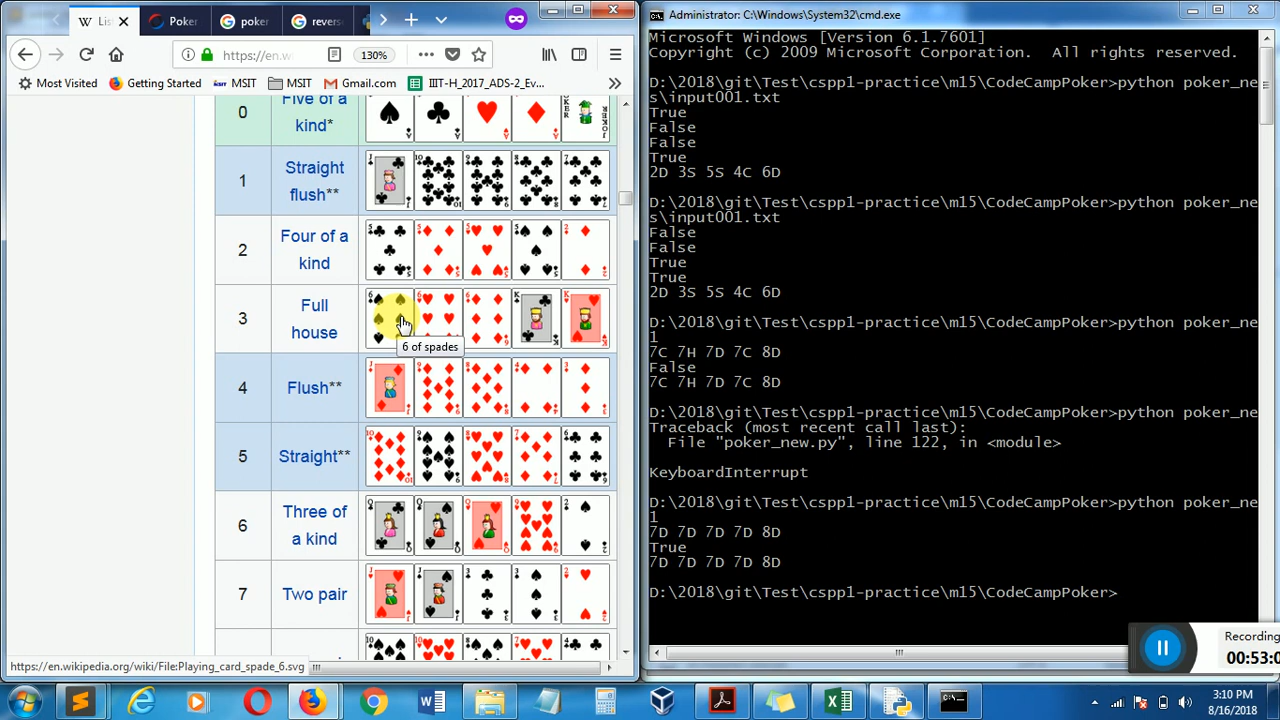 Lis
Poker
poker
revers
https://en.w
130%
Most Visited
Getting Started
MSIT
MSIT
Gmail.com
IIIT-H_2017_ADS-2_Ev...
0
Five of a
kind*
1
Straight
flush**
2
Four of a
kind
3
Full
house
6 of spades
4
Flush**
5
Straight**
6
Three of
a kind
7
Two pair
https://en.wikipedia.org/wiki/File:Playing_card_spade_6.svg
Administrator: C:\Windows\System32\cmd.exe
Microsoft Windows [Version 6.1.7601]
Copyright (c) 2009 Microsoft Corporation.  All rights reserved.
D:\2018\git\Test\cspp1-practice\m15\CodeCampPoker>python poker_ne
s\input001.txt
True
False
False
True
2D 3S 5S 4C 6D
D:\2018\git\Test\cspp1-practice\m15\CodeCampPoker>python poker_ne
s\input001.txt
False
False
True
True
2D 3S 5S 4C 6D
D:\2018\git\Test\cspp1-practice\m15\CodeCampPoker>python poker_ne
1
7C 7H 7D 7C 8D
False
7C 7H 7D 7C 8D
D:\2018\git\Test\cspp1-practice\m15\CodeCampPoker>python poker_ne
Traceback (most recent call last):
  File "poker_new.py", line 122, in <module>
KeyboardInterrupt
D:\2018\git\Test\cspp1-practice\m15\CodeCampPoker>python poker_ne
1
7D 7D 7D 7D 8D
True
7D 7D 7D 7D 8D
D:\2018\git\Test\cspp1-practice\m15\CodeCampPoker>
Recording
00:53:0
3:10 PM
8/16/2018